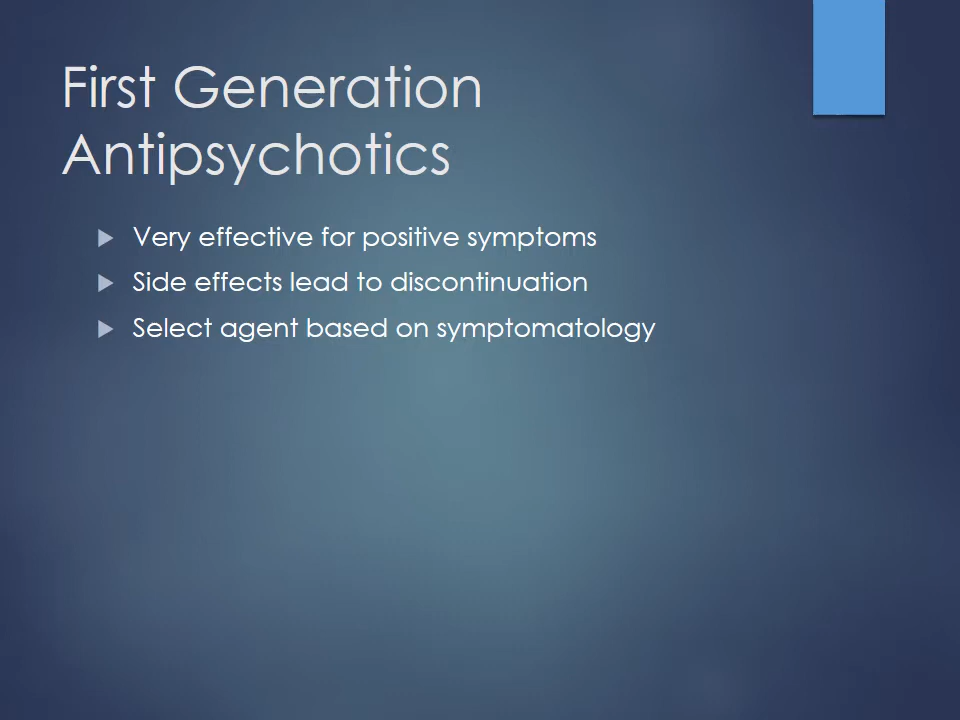 First Generation
Antipsychotics
Very effective for positive symptoms
Side effects lead to discontinuation
Select agent based on symptomatology